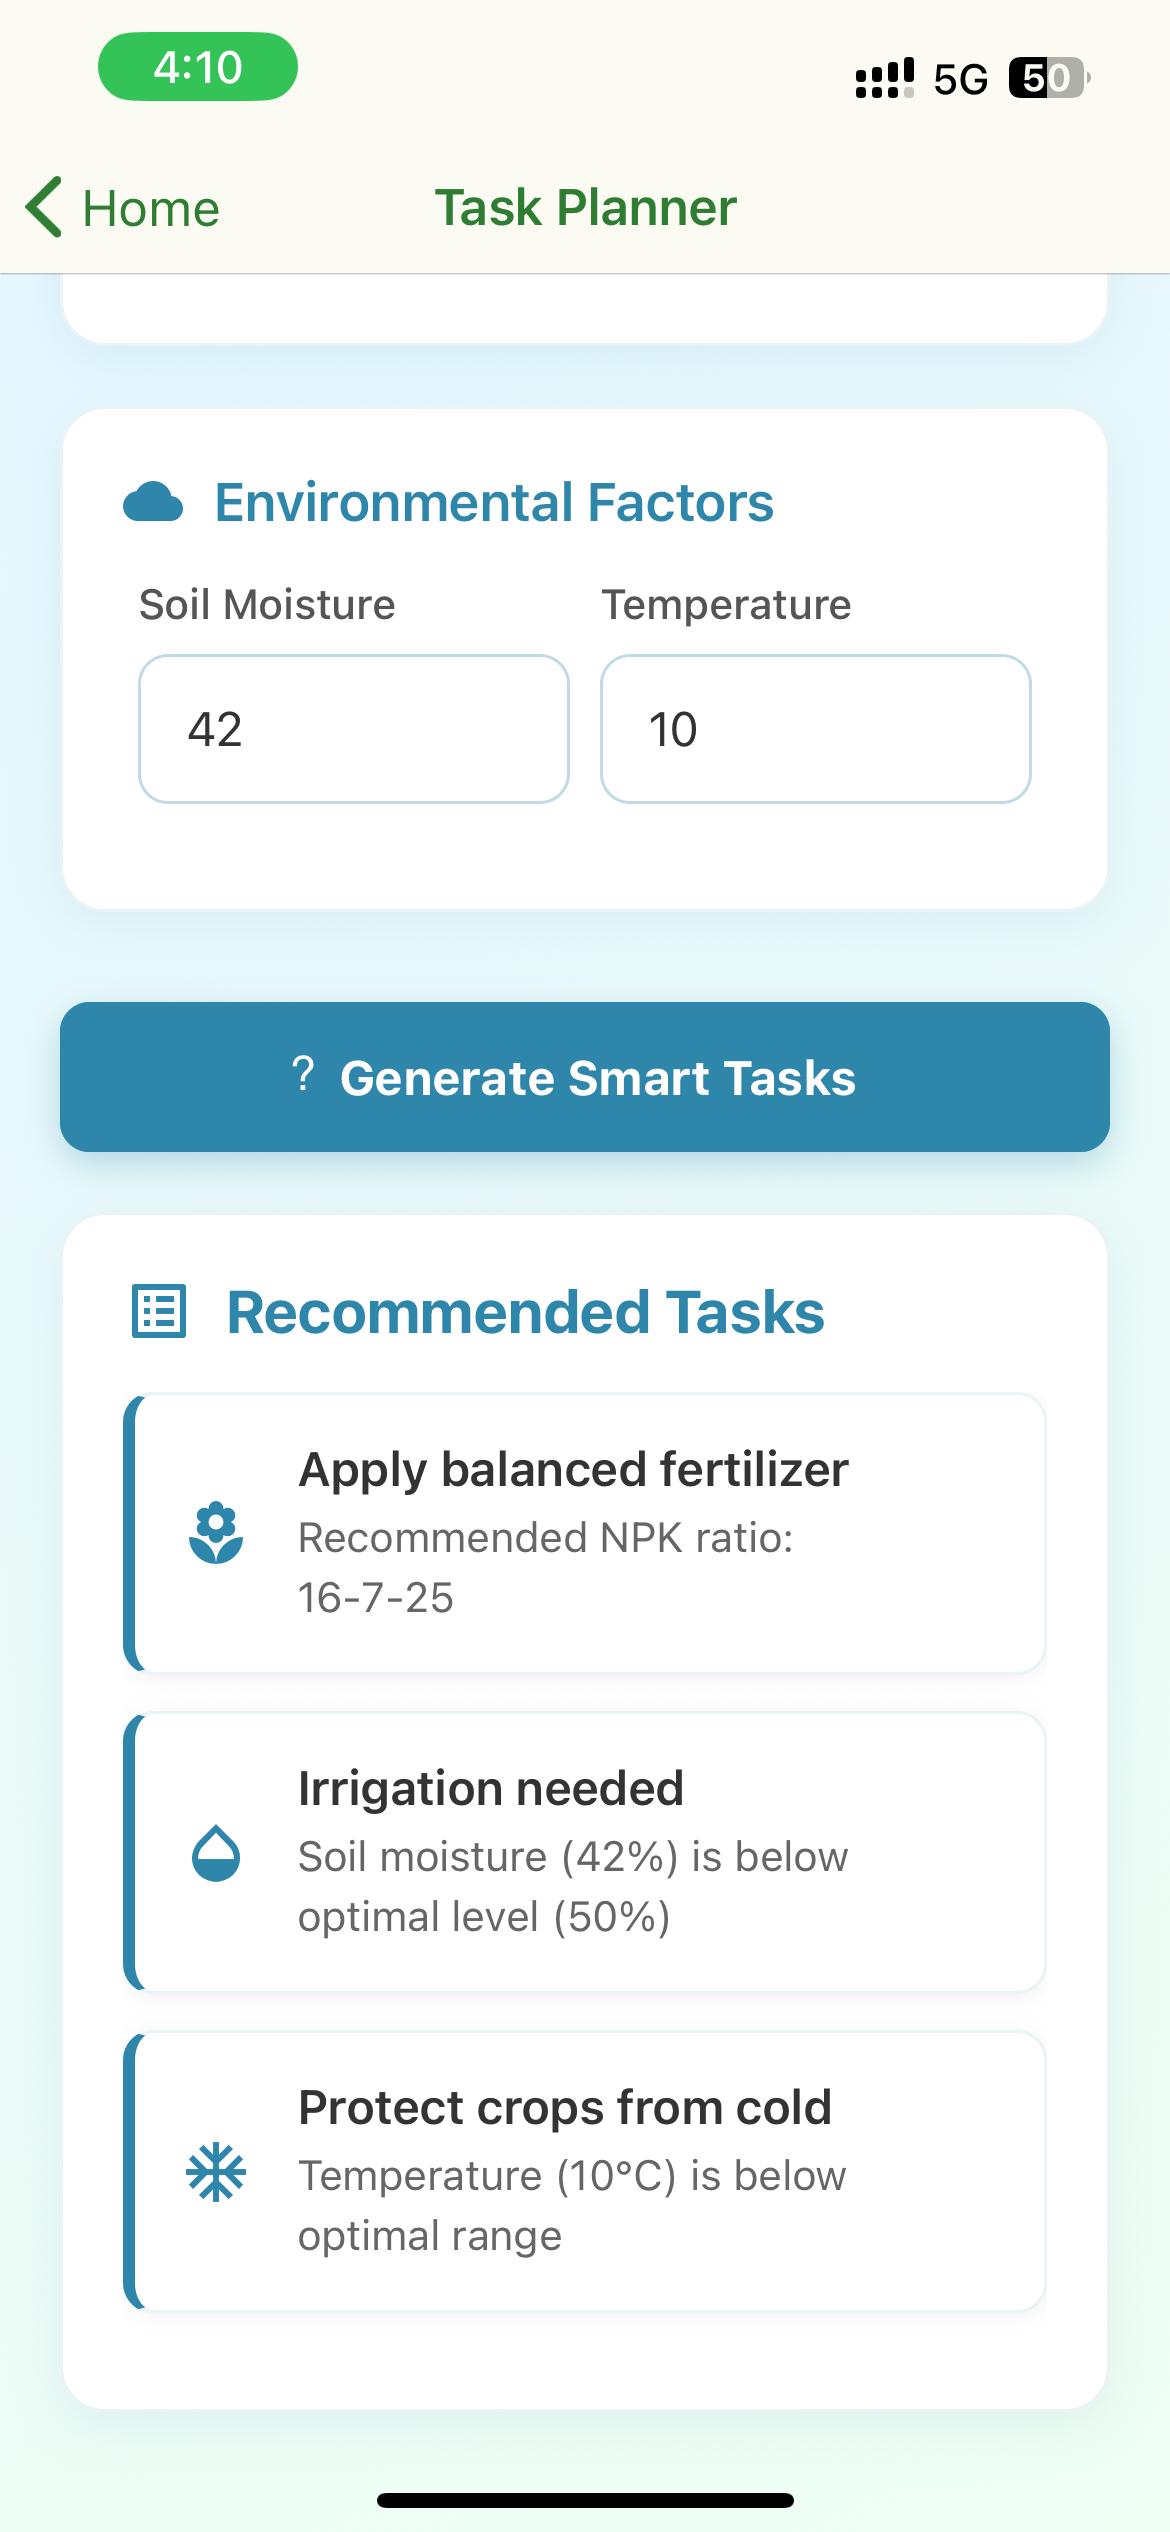 4:10
5G
50
Home
Task Planner
Environmental Factors
Soil Moisture
Temperature
42
10
? Generate Smart Tasks
Recommended Tasks
Apply balanced fertilizer
Recommended NPK ratio:
16-7-25
Irrigation needed
Soil moisture (42%) is below
optimal level (50%)
Protect crops from cold
Temperature (10°C) is below
optimal range